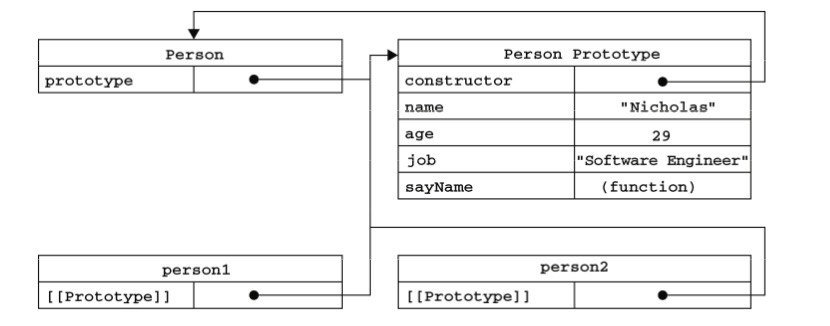 Person
prototype
Person Prototype
constructor
name "Nicholas"
age 29
job "Software Engineer"
sayName (function)
person1
[[Prototype]]
person2
[[Prototype]]